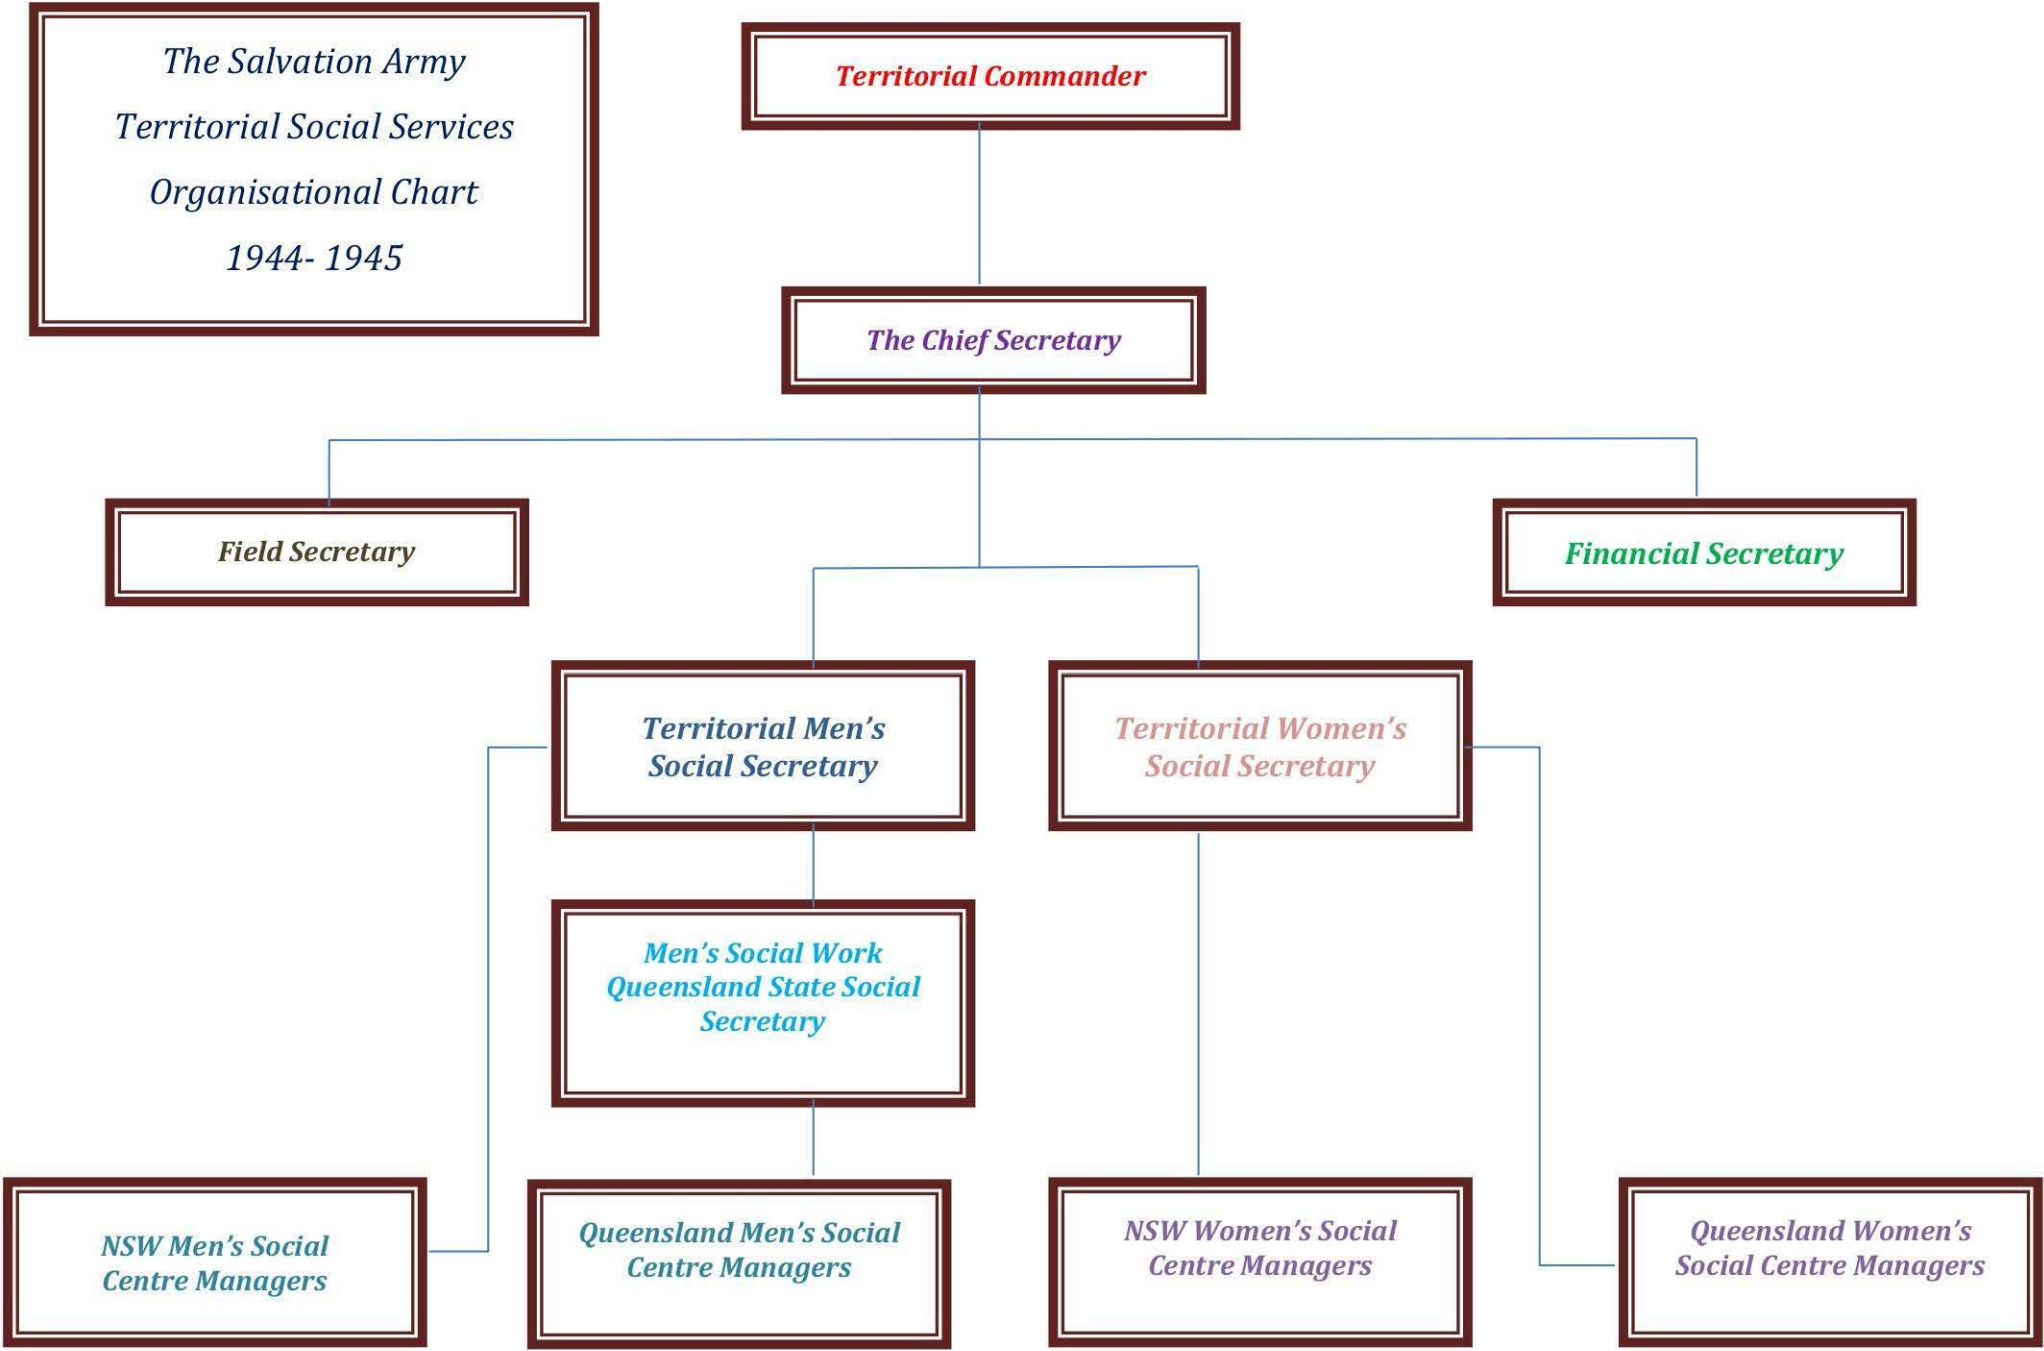 The Salvation Army
Territorial Social Services
Organisational Chart
1944- 1945
Territorial Commander
The Chief Secretary
Field Secretary
Financial Secretary
Territorial Men’s
Social Secretary
Territorial Women’s
Social Secretary
Men’s Social Work
Queensland State Social
Secretary
NSW Men’s Social
Centre Managers
Queensland Men’s Social
Centre Managers
NSW Women’s Social
Centre Managers
Queensland Women’s
Social Centre Managers